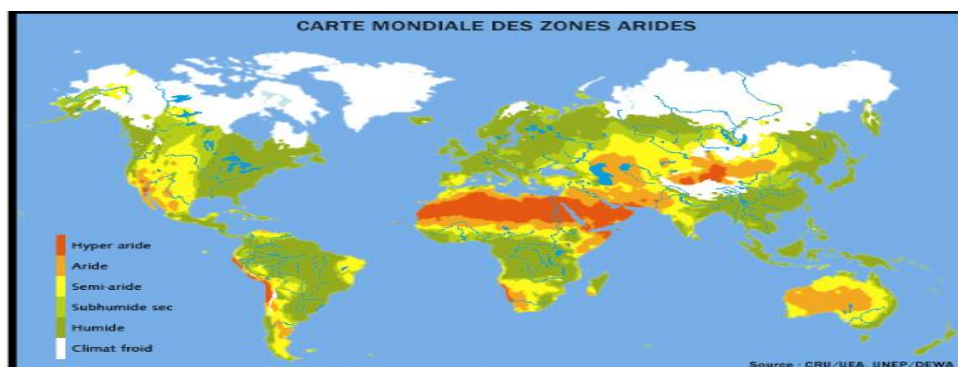 CARTE MONDIALE DES ZONES ARIDES
Hyper aride
Aride
Semi-aride
Subhumide sec
Humide
Climat froid
Source : CRU/UEA, UNEP/DEWA